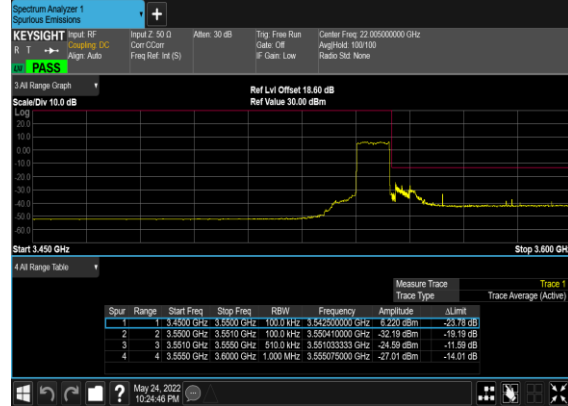 Spectrum Analyzer 1
Spurious Emissions
KEYSIGHT Input: RF Input Z: 50 Ω Atten: 30 dB Trig: Free Run Center Freq: 22.005000000 GHz
R T Coupling: DC Corr CCorr Gate: Off Avg|Hold: 100/100
Align: Auto Freq Ref: Int (S) IF Gain: Low Radio Std: None
PASS
3 All Range Graph
Ref Lvl Offset 18.60 dB
Scale/Div 10.0 dB Ref Value 30.00 dBm
Log
20.0
10.0
0.00
-10.0
-20.0
-30.0
-40.0
-50.0
-60.0
Start 3.450 GHz Stop 3.600 GH
4 All Range Table
Measure Trace Trace 1
Trace Type Trace Average (Active)
Spur Range Start Freq Stop Freq RBW Frequency Amplitude ΔLimit
1 1 3.4500 GHz 3.5500 GHz 100.0 kHz 3.542500000 GHz 6.220 dBm -23.78 dB
2 2 3.5500 GHz 3.5510 GHz 100.0 kHz 3.550410000 GHz -32.19 dBm -19.19 dB
3 3 3.5510 GHz 3.5550 GHz 510.0 kHz 3.551033333 GHz -24.59 dBm -11.59 dB
4 4 3.5550 GHz 3.6000 GHz 1.000 MHz 3.555075000 GHz -27.01 dBm -14.01 dB
May 24, 2022
10:24:46 PM